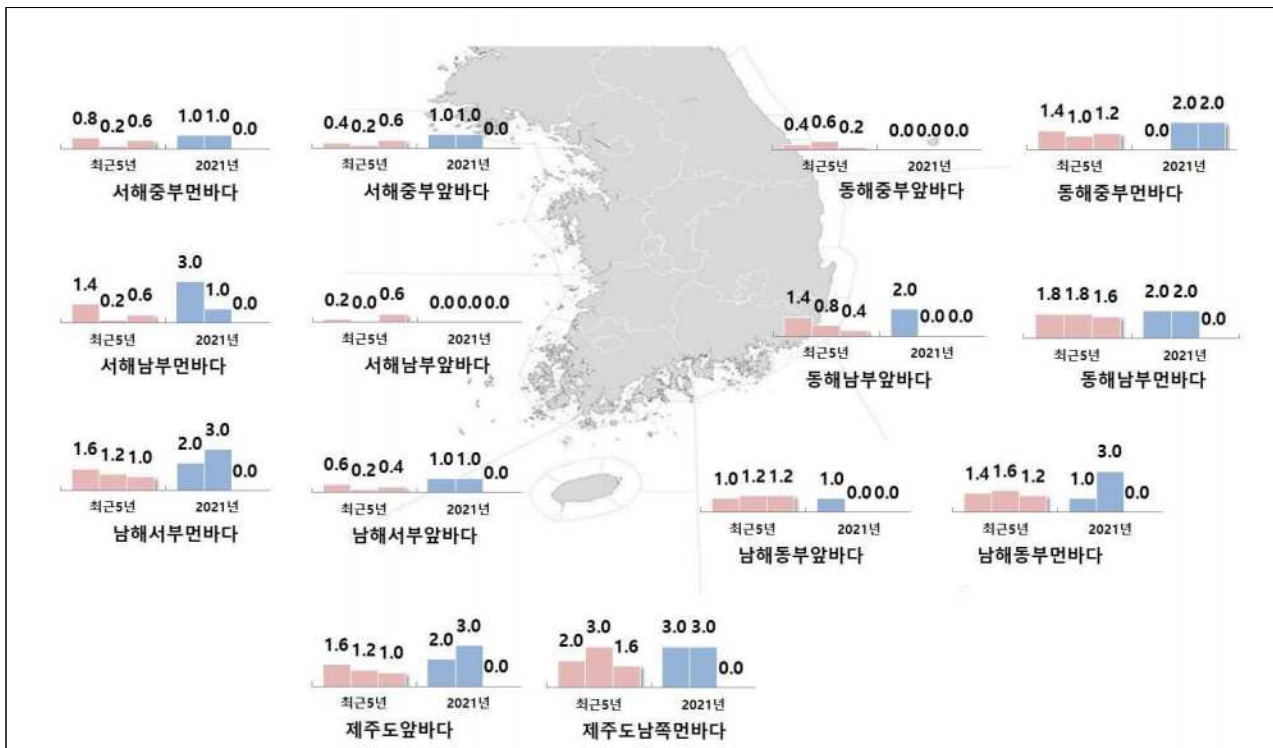 0.8 0.2 0.6 1.0 1.0 0.0
최근5년 2021년
서해중부먼바다
0.4 0.2 0.6 1.0 1.0 0.0
최근5년 2021년
서해중부앞바다
0.4 0.6 0.2 0.0 0.0 0.0
최근5년 2021년
동해중부앞바다
1.4 1.0 1.2 0.0 2.0 2.0
최근5년 2021년
동해중부먼바다
1.4 0.2 0.6 3.0 1.0 0.0
최근5년 2021년
서해남부먼바다
0.2 0.0 0.6 0.0 0.0 0.0
최근5년 2021년
서해남부앞바다
1.4 0.8 0.4 2.0 0.0 0.0
최근5년 2021년
동해남부앞바다
1.8 1.8 1.6 2.0 2.0 0.0
최근5년 2021년
동해남부먼바다
1.6 1.2 1.0 2.0 3.0 0.0
최근5년 2021년
남해서부먼바다
0.6 0.2 0.4 1.0 1.0 0.0
최근5년 2021년
남해서부앞바다
1.0 1.2 1.2 1.0 0.0 0.0
최근5년 2021년
남해동부앞바다
1.4 1.6 1.2 1.0 3.0 0.0
최근5년 2021년
남해동부먼바다
1.6 1.2 1.0 2.0 3.0 0.0
최근5년 2021년
제주도앞바다
2.0 3.0 1.6 3.0 3.0 0.0
최근5년 2021년
제주도남쪽먼바다